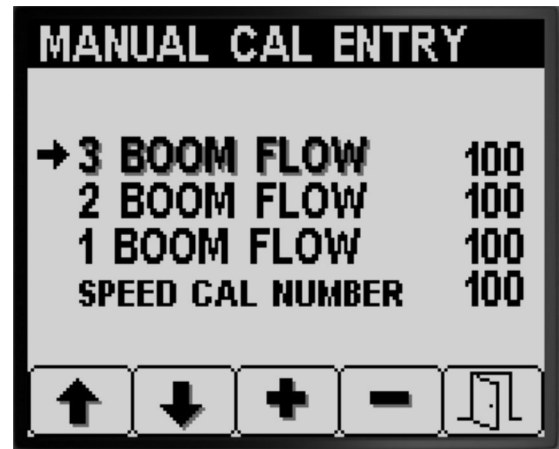 MANUAL CAL ENTRY
3 BOOM FLOW 100
2 BOOM FLOW 100
1 BOOM FLOW 100
SPEED CAL NUMBER 100